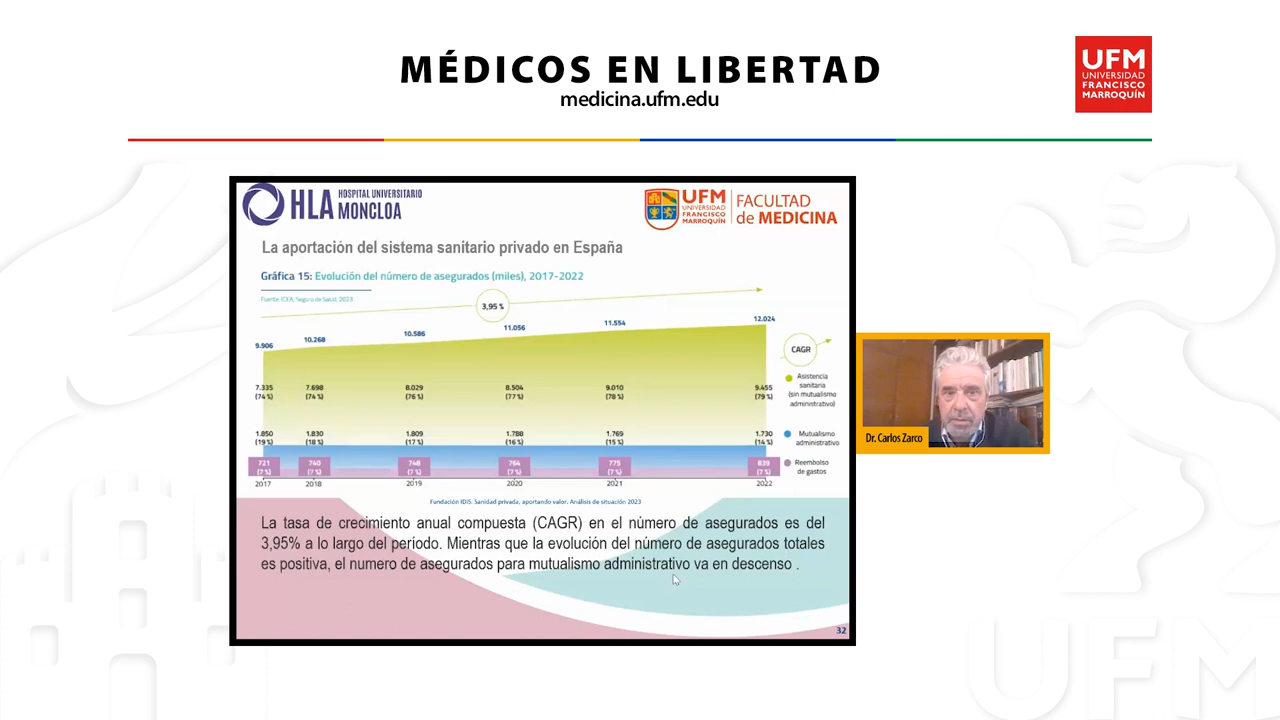 MÉDICOS EN LIBERTAD
medicina.ufm.edu
UFM
UNIVERSIDAD
FRANCISCO
MARROQUÍN
HLA
HOSPITAL UNIVERSITARIO
MONCLOA
UFM
UNIVERSIDAD
FRANCISCO
MARROQUÍN
FACULTAD
de MEDICINA
La aportación del sistema sanitario privado en España
Gráfica 15: Evolución del número de asegurados (miles), 2017-2022
Fuente: ICEA, Seguro de Salud, 2023
3,95 %
9.906 10.268 10.586 11.056 11.554 12.024
CAGR
7.335 7.698 8.029 8.504 9.010 9.455
(74 %) (74 %) (76 %) (77 %) (78 %) (79 %)
Asistencia
sanitaria
(sin mutualismo
administrativo)
1.850 1.830 1.809 1.788 1.769 1.730
(19 %) (18 %) (17 %) (16 %) (15 %) (14 %)
Mutualismo
administrativo
721 740 748 764 775 839
(7 %) (7 %) (7 %) (7 %) (7 %) (7 %)
Reembolso
de gastos
2017 2018 2019 2020 2021 2022
Fundación IDIS. Sanidad privada, aportando valor. Análisis de situación 2023
La tasa de crecimiento anual compuesta (CAGR) en el número de asegurados es del
3,95% a lo largo del período. Mientras que la evolución del número de asegurados totales
es positiva, el numero de asegurados para mutualismo administrativo va en descenso .
32
Dr. Carlos Zarco
UFM